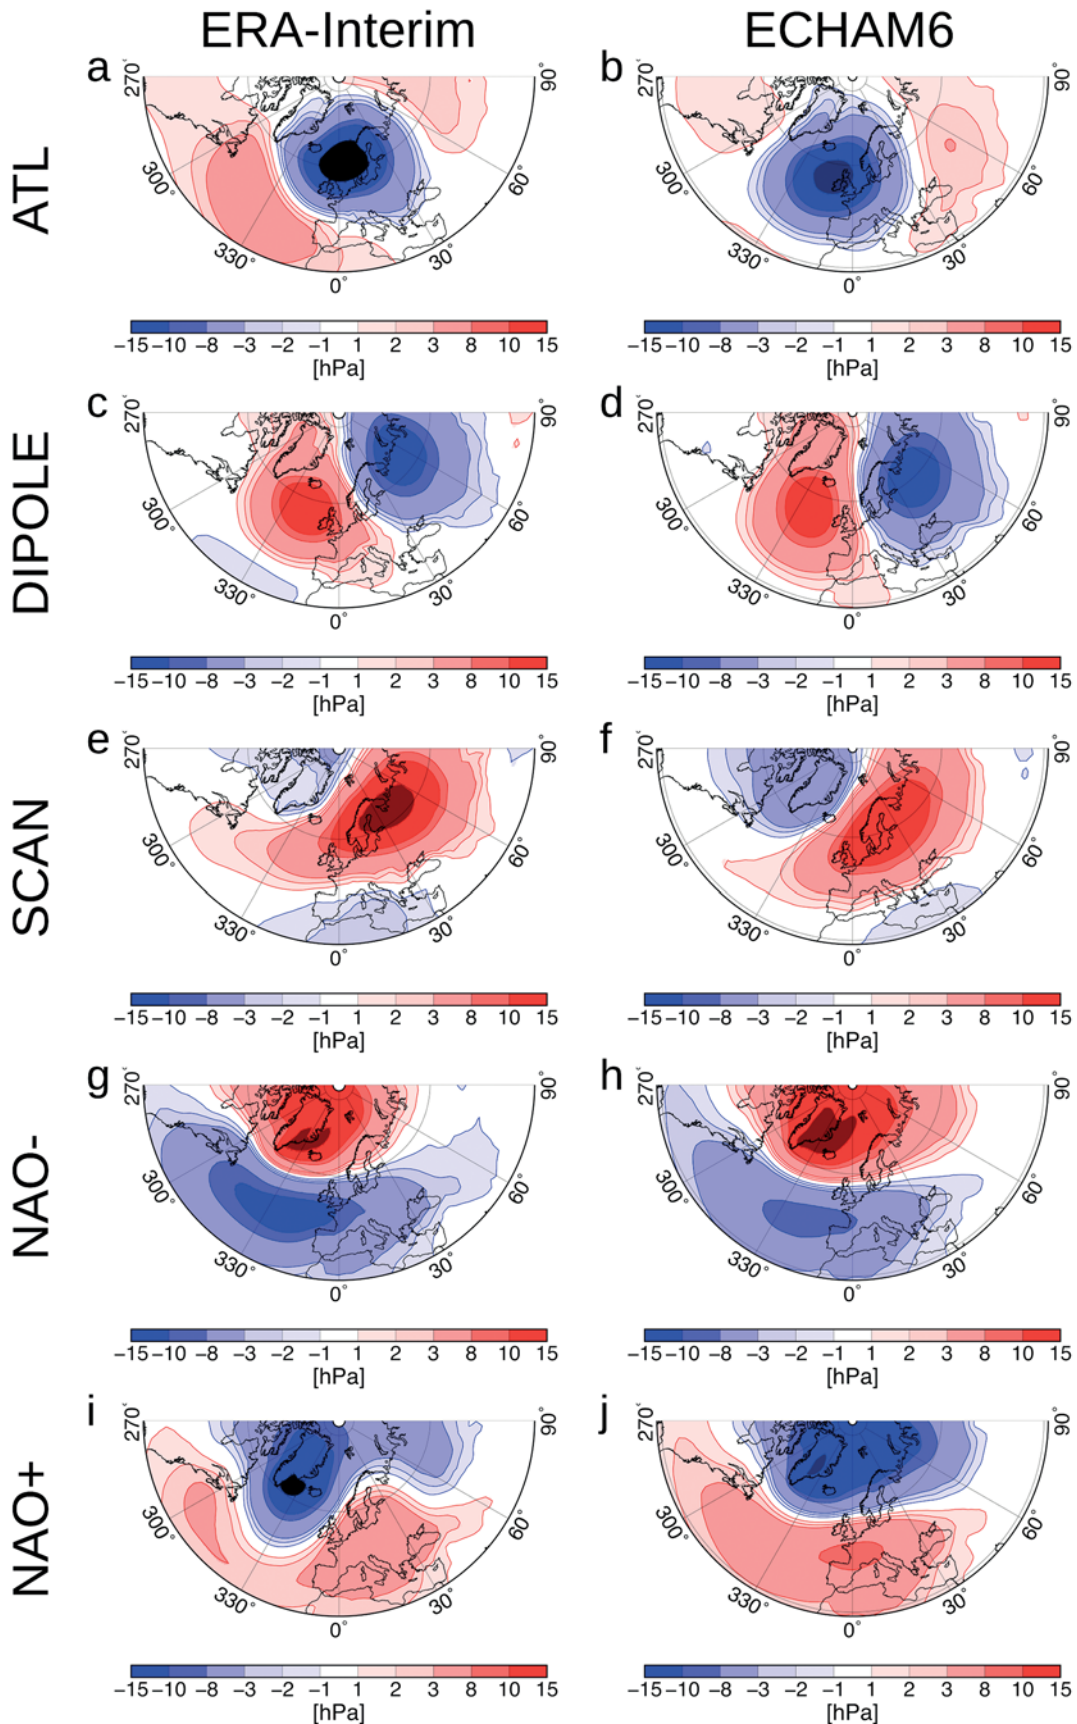 ERA-Interim ECHAM6
ATL
a 270° 300° 330° 0° 30° 60° 90°
b 270° 300° 330° 0° 30° 60° 90°
−15 −10 −8 −3 −2 −1 1 2 3 8 10 15
[hPa]
−15 −10 −8 −3 −2 −1 1 2 3 8 10 15
[hPa]
DIPOLE
c 270° 300° 330° 0° 30° 60° 90°
d 270° 300° 330° 0° 30° 60° 90°
−15 −10 −8 −3 −2 −1 1 2 3 8 10 15
[hPa]
−15 −10 −8 −3 −2 −1 1 2 3 8 10 15
[hPa]
SCAN
e 270° 300° 330° 0° 30° 60° 90°
f 270° 300° 330° 0° 30° 60° 90°
−15 −10 −8 −3 −2 −1 1 2 3 8 10 15
[hPa]
−15 −10 −8 −3 −2 −1 1 2 3 8 10 15
[hPa]
NAO-
g 270° 300° 330° 0° 30° 60° 90°
h 270° 300° 330° 0° 30° 60° 90°
−15 −10 −8 −3 −2 −1 1 2 3 8 10 15
[hPa]
−15 −10 −8 −3 −2 −1 1 2 3 8 10 15
[hPa]
NAO+
i 270° 300° 330° 0° 30° 60° 90°
j 270° 300° 330° 0° 30° 60° 90°
−15 −10 −8 −3 −2 −1 1 2 3 8 10 15
[hPa]
−15 −10 −8 −3 −2 −1 1 2 3 8 10 15
[hPa]